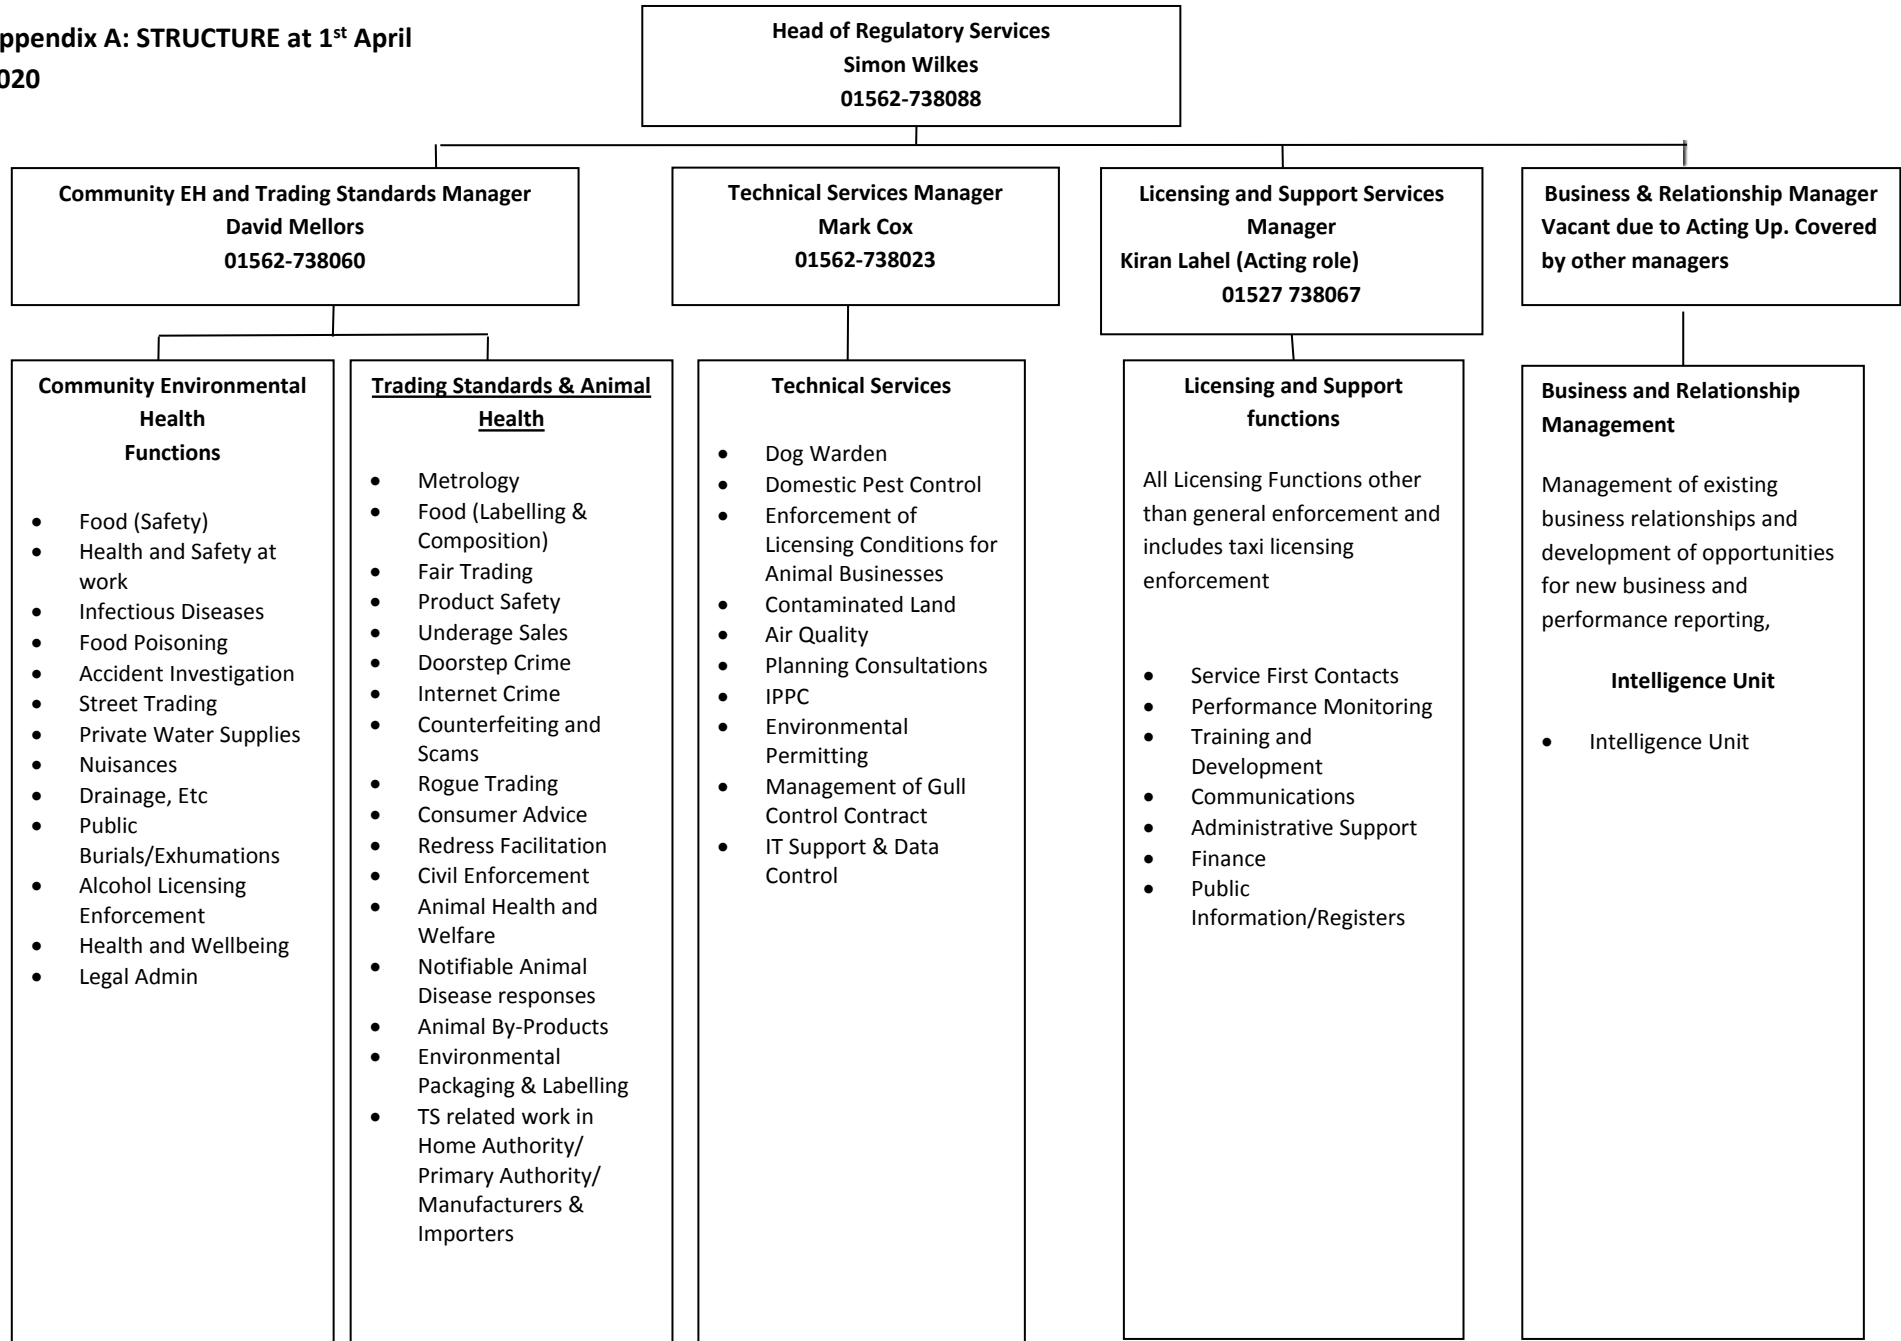 ppendix A: STRUCTURE at 1st April
020
Head of Regulatory Services
Simon Wilkes
01562-738088
Community EH and Trading Standards Manager
David Mellors
01562-738060
Technical Services Manager
Mark Cox
01562-738023
Licensing and Support Services
Manager
Kiran Lahel (Acting role)
01527 738067
Business & Relationship Manager
Vacant due to Acting Up. Covered
by other managers
Community Environmental
Health
Functions
• Food (Safety)
• Health and Safety at
work
• Infectious Diseases
• Food Poisoning
• Accident Investigation
• Street Trading
• Private Water Supplies
• Nuisances
• Drainage, Etc
• Public
Burials/Exhumations
• Alcohol Licensing
Enforcement
• Health and Wellbeing
• Legal Admin
Trading Standards & Animal
Health
• Metrology
• Food (Labelling &
Composition)
• Fair Trading
• Product Safety
• Underage Sales
• Doorstep Crime
• Internet Crime
• Counterfeiting and
Scams
• Rogue Trading
• Consumer Advice
• Redress Facilitation
• Civil Enforcement
• Animal Health and
Welfare
• Notifiable Animal
Disease responses
• Animal By-Products
• Environmental
Packaging & Labelling
• TS related work in
Home Authority/
Primary Authority/
Manufacturers &
Importers
Technical Services
• Dog Warden
• Domestic Pest Control
• Enforcement of
Licensing Conditions for
Animal Businesses
• Contaminated Land
• Air Quality
• Planning Consultations
• IPPC
• Environmental
Permitting
• Management of Gull
Control Contract
• IT Support & Data
Control
Licensing and Support
functions
All Licensing Functions other
than general enforcement and
includes taxi licensing
enforcement
• Service First Contacts
• Performance Monitoring
• Training and
Development
• Communications
• Administrative Support
• Finance
• Public
Information/Registers
Business and Relationship
Management
Management of existing
business relationships and
development of opportunities
for new business and
performance reporting,
Intelligence Unit
• Intelligence Unit